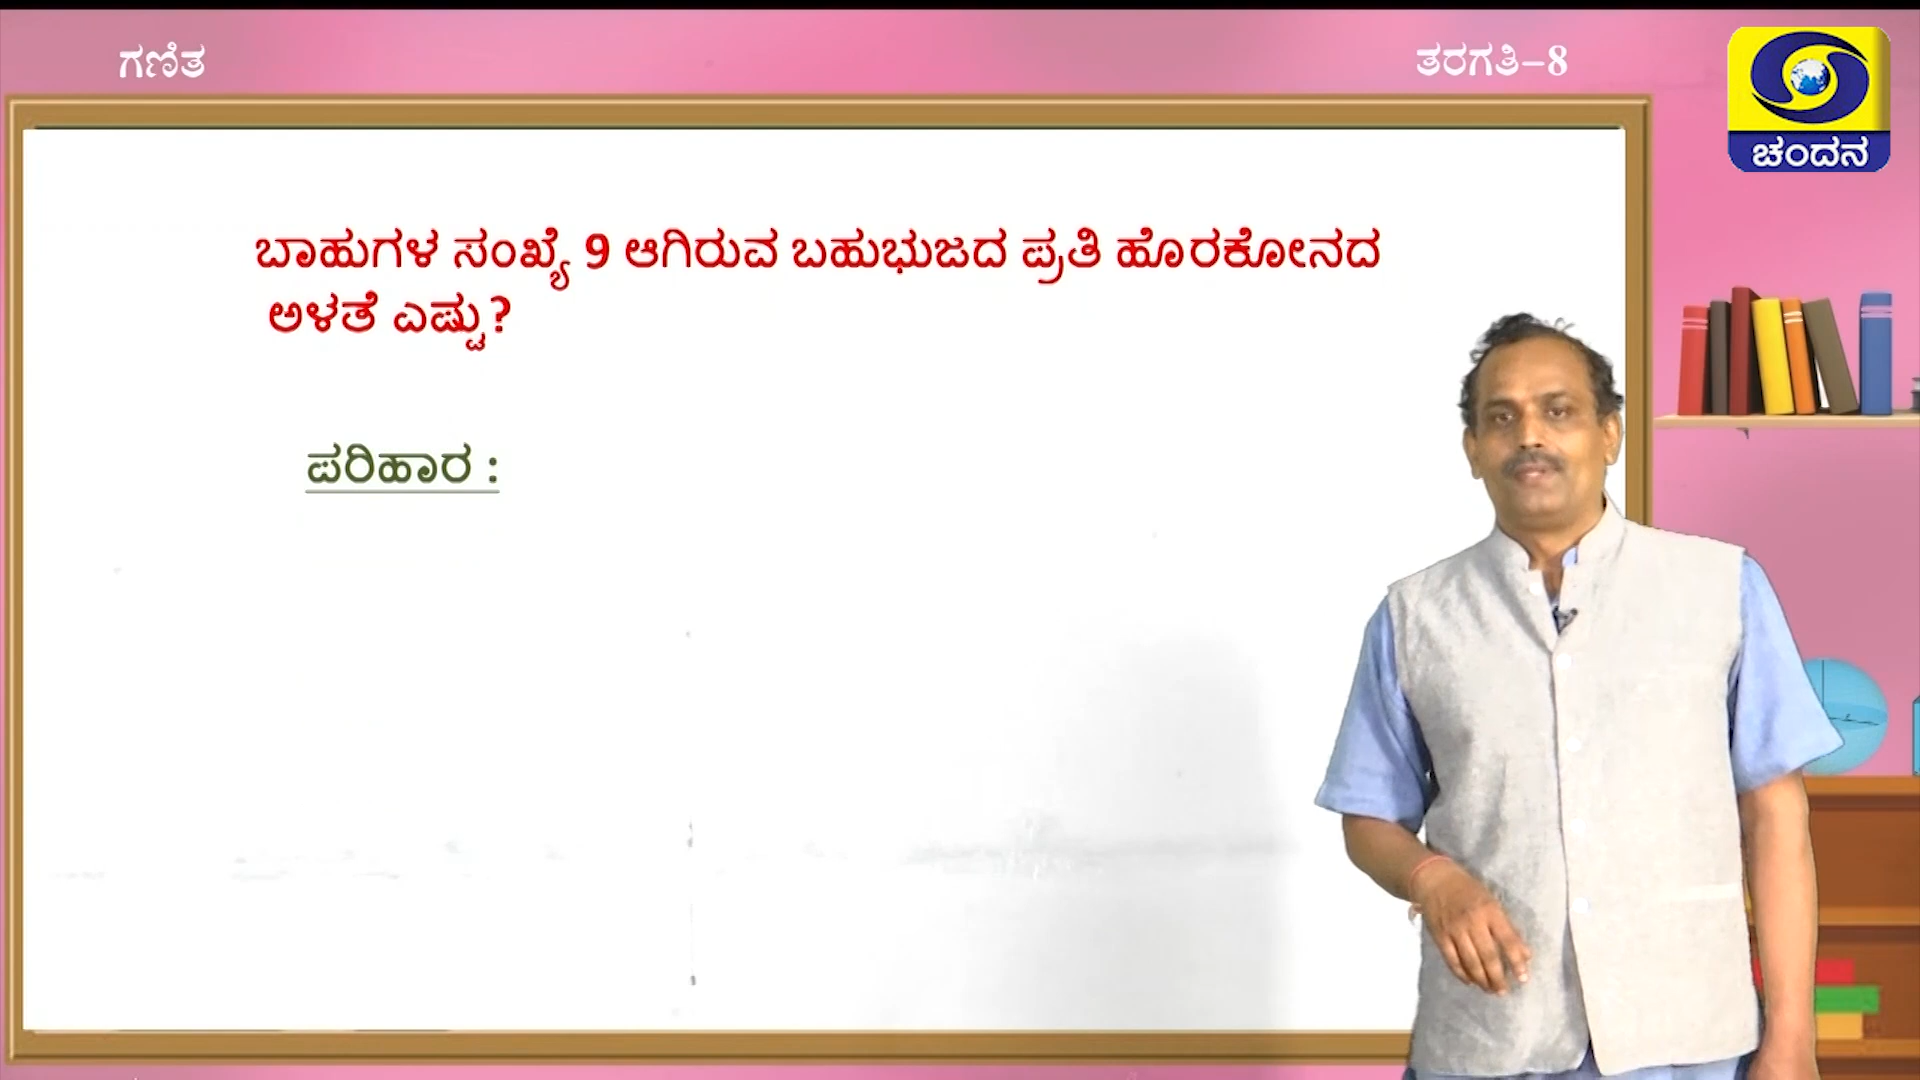 ಗಣಿತ
ತರಗತಿ–8
ಚಂದನ
ಬಾಹುಗಳ ಸಂಖ್ಯೆ 9 ಆಗಿರುವ ಬಹುಭುಜದ ಪ್ರತಿ ಹೊರಕೋನದ
ಅಳತೆ ಎಷ್ಟು?
ಪರಿಹಾರ :